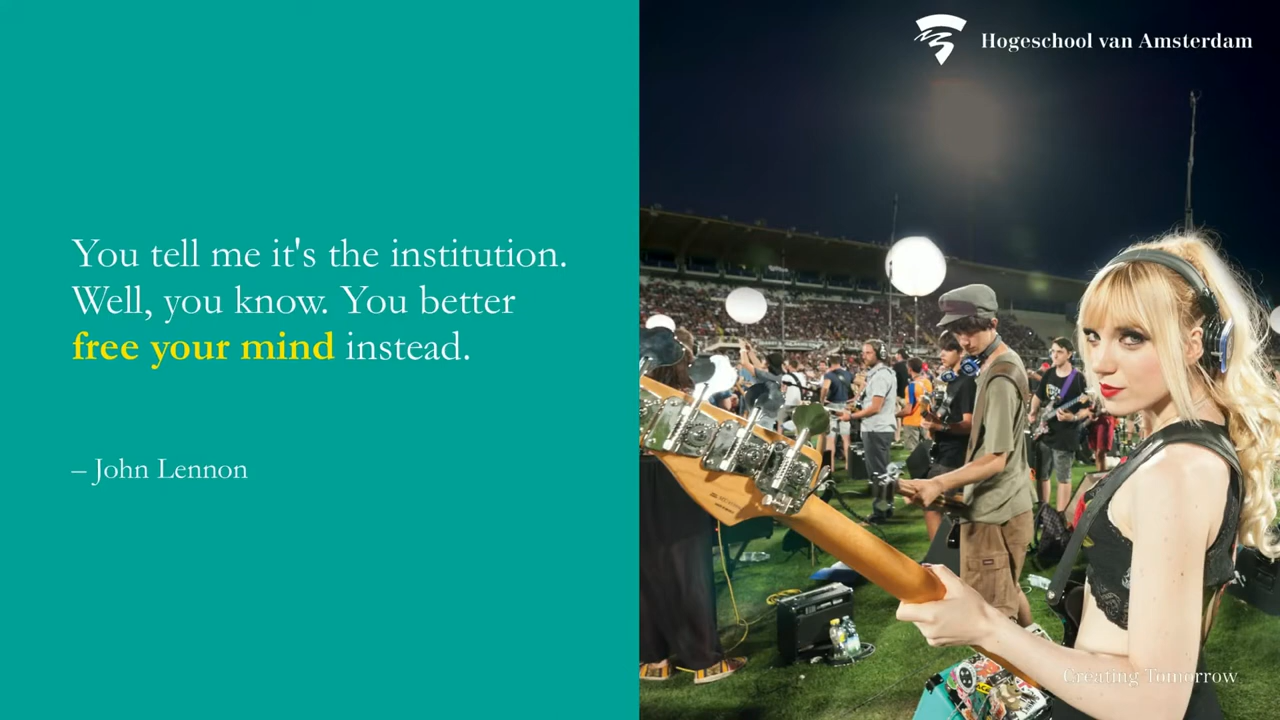 Hogeschool van Amsterdam
You tell me it's the institution.
Well, you know. You better
free your mind instead.
– John Lennon
Creating Tomorrow